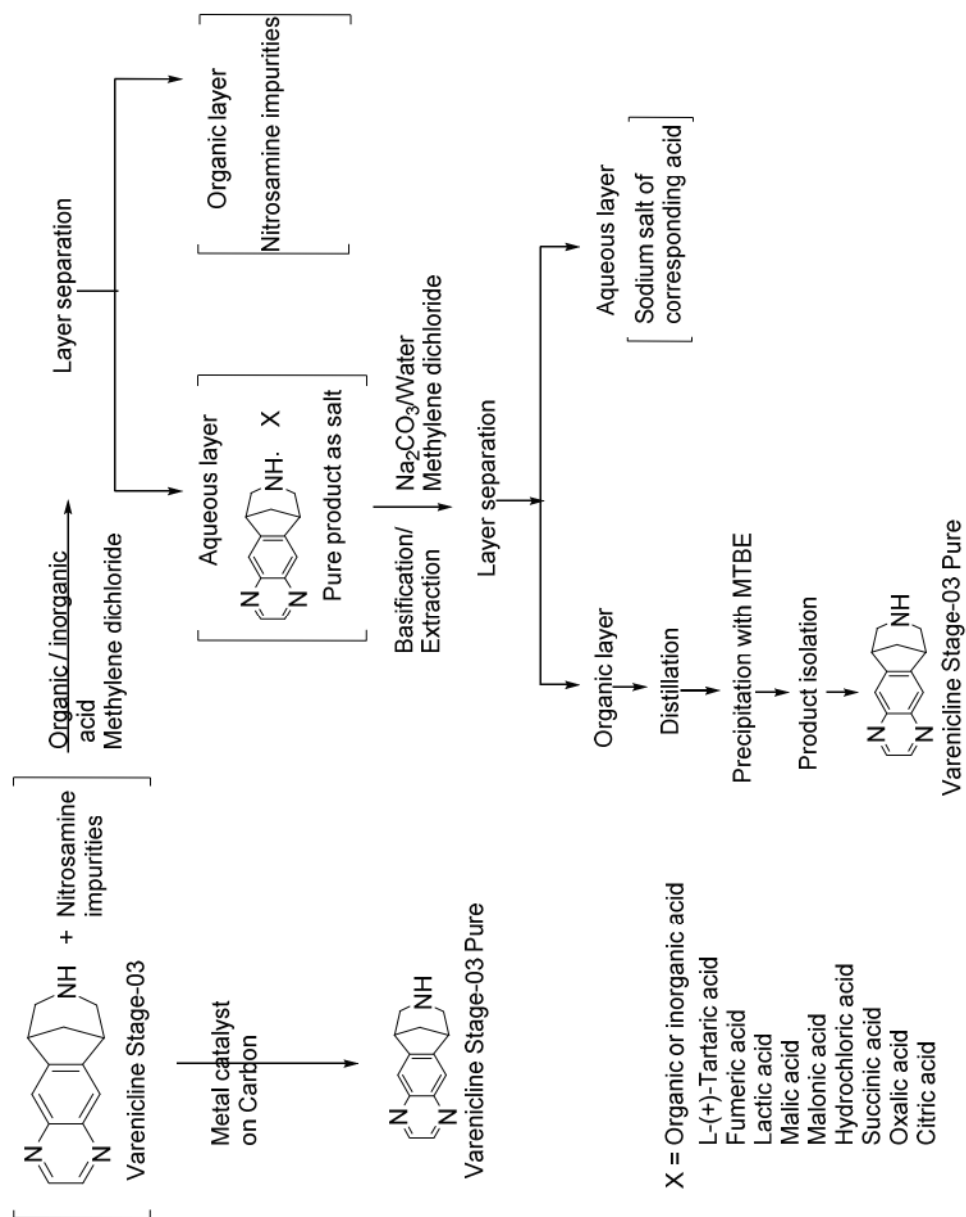 N
N
NH
+ Nitrosamine
impurities
Varenicline Stage-03
Organic / inorganic
acid
Methylene dichloride
Layer separation
Metal catalyst
on Carbon
N
N
NH
Varenicline Stage-03 Pure
Aqueous layer
N
N
NH· X
Pure product as salt
Organic layer
Nitrosamine impurities
Basification/
Extraction
Na2CO3/Water
Methylene dichloride
Layer separation
Organic layer
Distillation
Precipitation with MTBE
Product isolation
N
N
NH
Varenicline Stage-03 Pure
Aqueous layer
Sodium salt of
corresponding acid
X = Organic or inorganic acid
L-(+)-Tartaric acid
Fumeric acid
Lactic acid
Malic acid
Malonic acid
Hydrochloric acid
Succinic acid
Oxalic acid
Citric acid